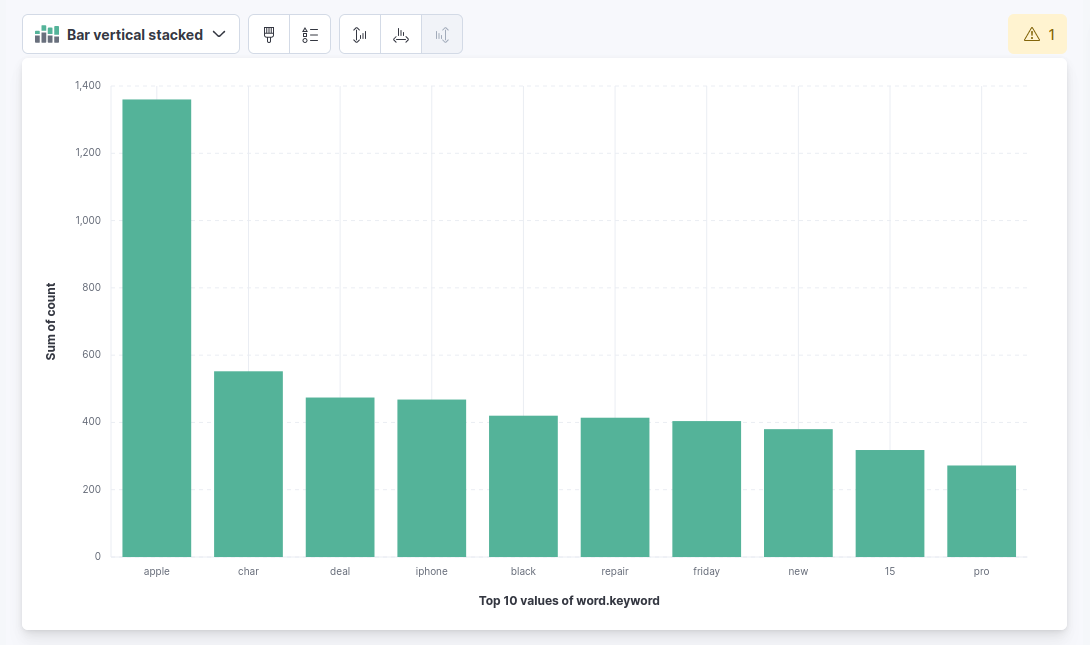 Bar vertical stacked
1
1,400
1,200
1,000
800
600
400
200
0
Sum of count
apple char deal iphone black repair friday new 15 pro
Top 10 values of word.keyword